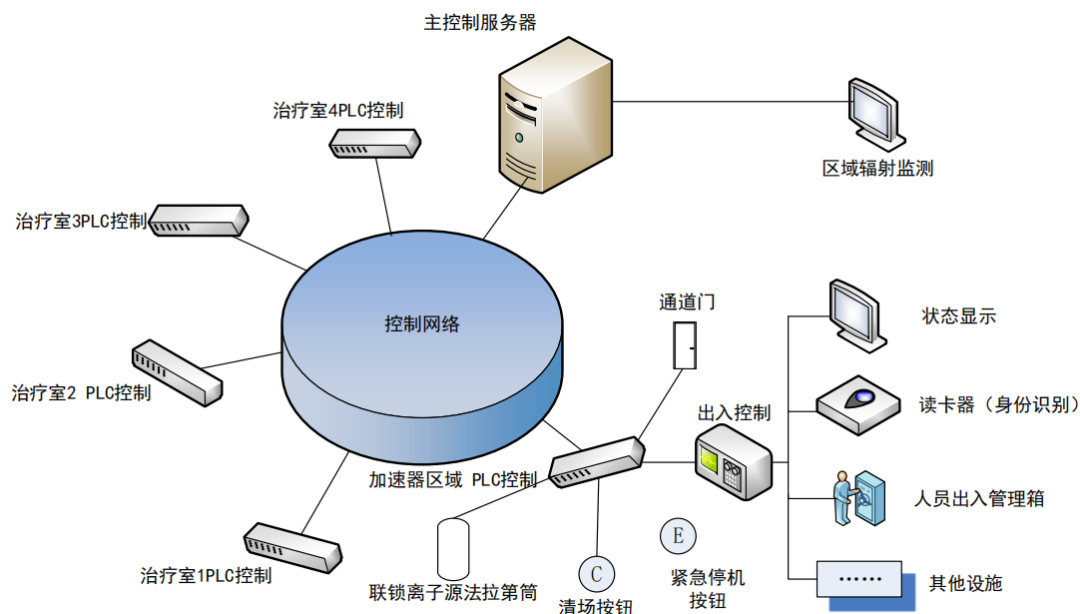 主控制服务器
治疗室4PLC控制
区域辐射监测
治疗室3PLC控制
通道门
控制网络
状态显示
治疗室2 PLC控制
出入控制
读卡器（身份识别）
加速器区域 PLC控制
人员出入管理箱
E
治疗室1PLC控制
C
联锁离子源法拉第筒
清场按钮
紧急停机
按钮
……
其他设施